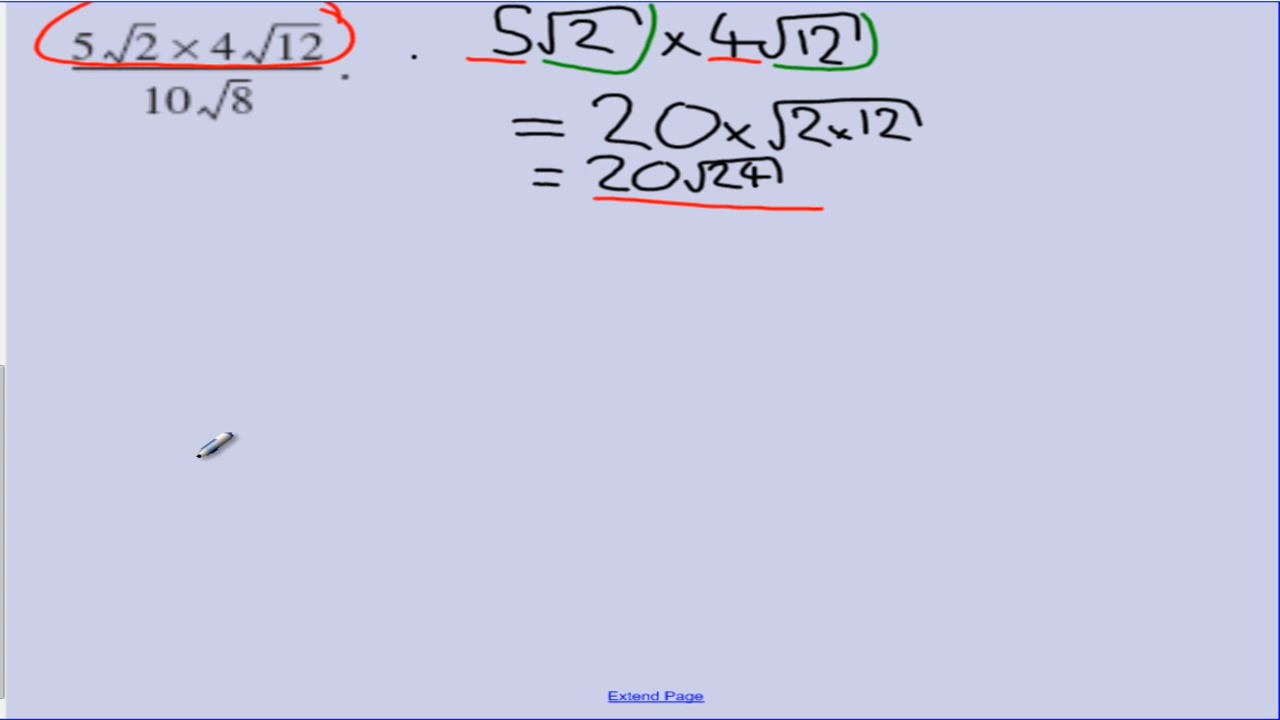 5√2 × 4√12
10√8
.
. 5√2 × 4√12
= 20 × √2×12
= 20√24
Extend Page